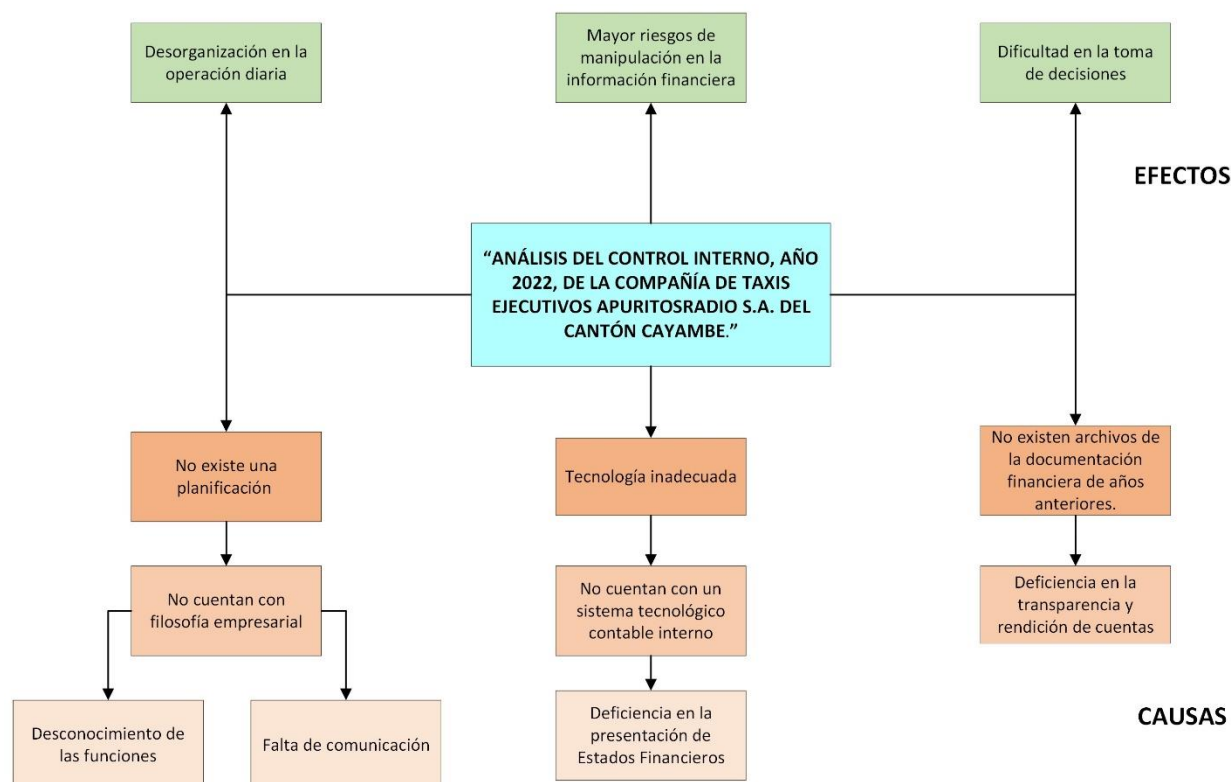 Desorganización en la
operación diaria
Mayor riesgos de
manipulación en la
información financiera
Dificultad en la toma
de decisiones
EFECTOS
“ANÁLISIS DEL CONTROL INTERNO, AÑO
2022, DE LA COMPAÑÍA DE TAXIS
EJECUTIVOS APURITOSRADIO S.A. DEL
CANTÓN CAYAMBE.”
No existe una
planificación
Tecnología inadecuada
No existen archivos de
la documentación
financiera de años
anteriores.
No cuentan con
filosofía empresarial
No cuentan con un
sistema tecnológico
contable interno
Deficiencia en la
transparencia y
rendición de cuentas
Desconocimiento de
las funciones
Falta de comunicación
Deficiencia en la
presentación de
Estados Financieros
CAUSAS